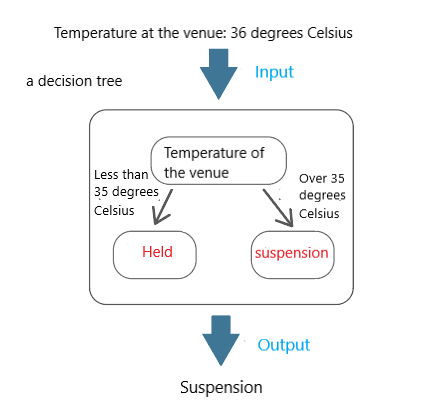 Temperature at the venue: 36 degrees Celsius
Input
a decision tree
Temperature of
the venue
Less than
35 degrees
Celsius
Over 35
degrees
Celsius
Held
suspension
Output
Suspension